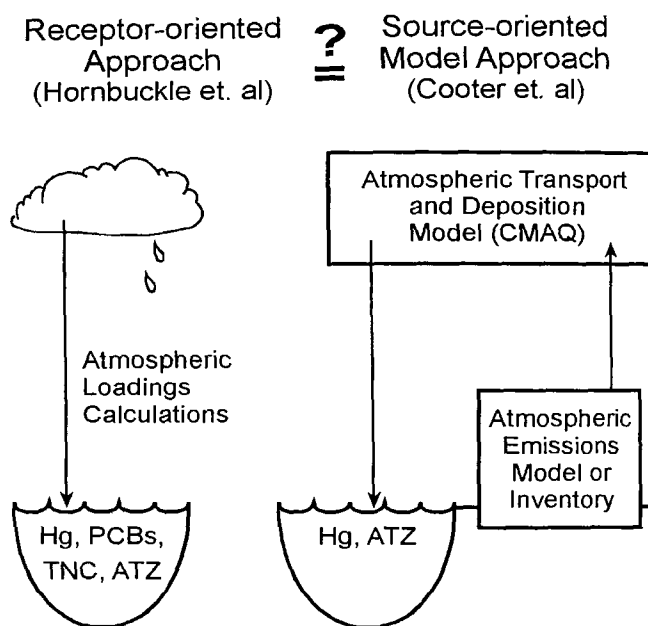 Receptor-oriented
Approach
(Hornbuckle et. al)
?
=
Source-oriented
Model Approach
(Cooter et. al)
Atmospheric
Loadings
Calculations
Hg, PCBs,
TNC, ATZ
Atmospheric Transport
and Deposition
Model (CMAQ)
Atmospheric
Emissions
Model or
Inventory
Hg, ATZ